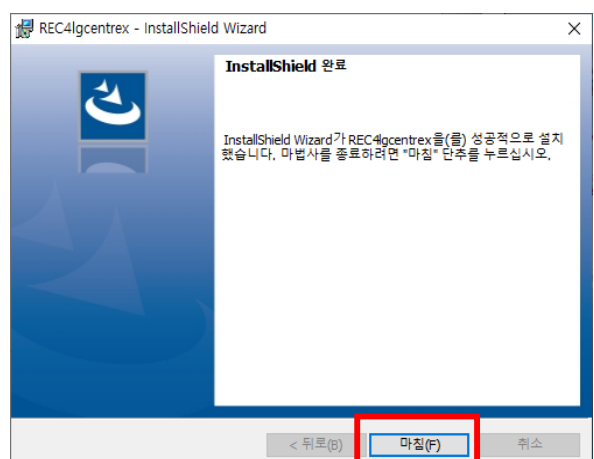 REC4lgcentrex - InstallShield Wizard
InstallShield 완료
InstallShield Wizard가 REC4lgcentrex을(를) 성공적으로 설치
했습니다. 마법사를 종료하려면 "마침" 단추를 누르십시오.
< 뒤로(B) 마침(F) 취소